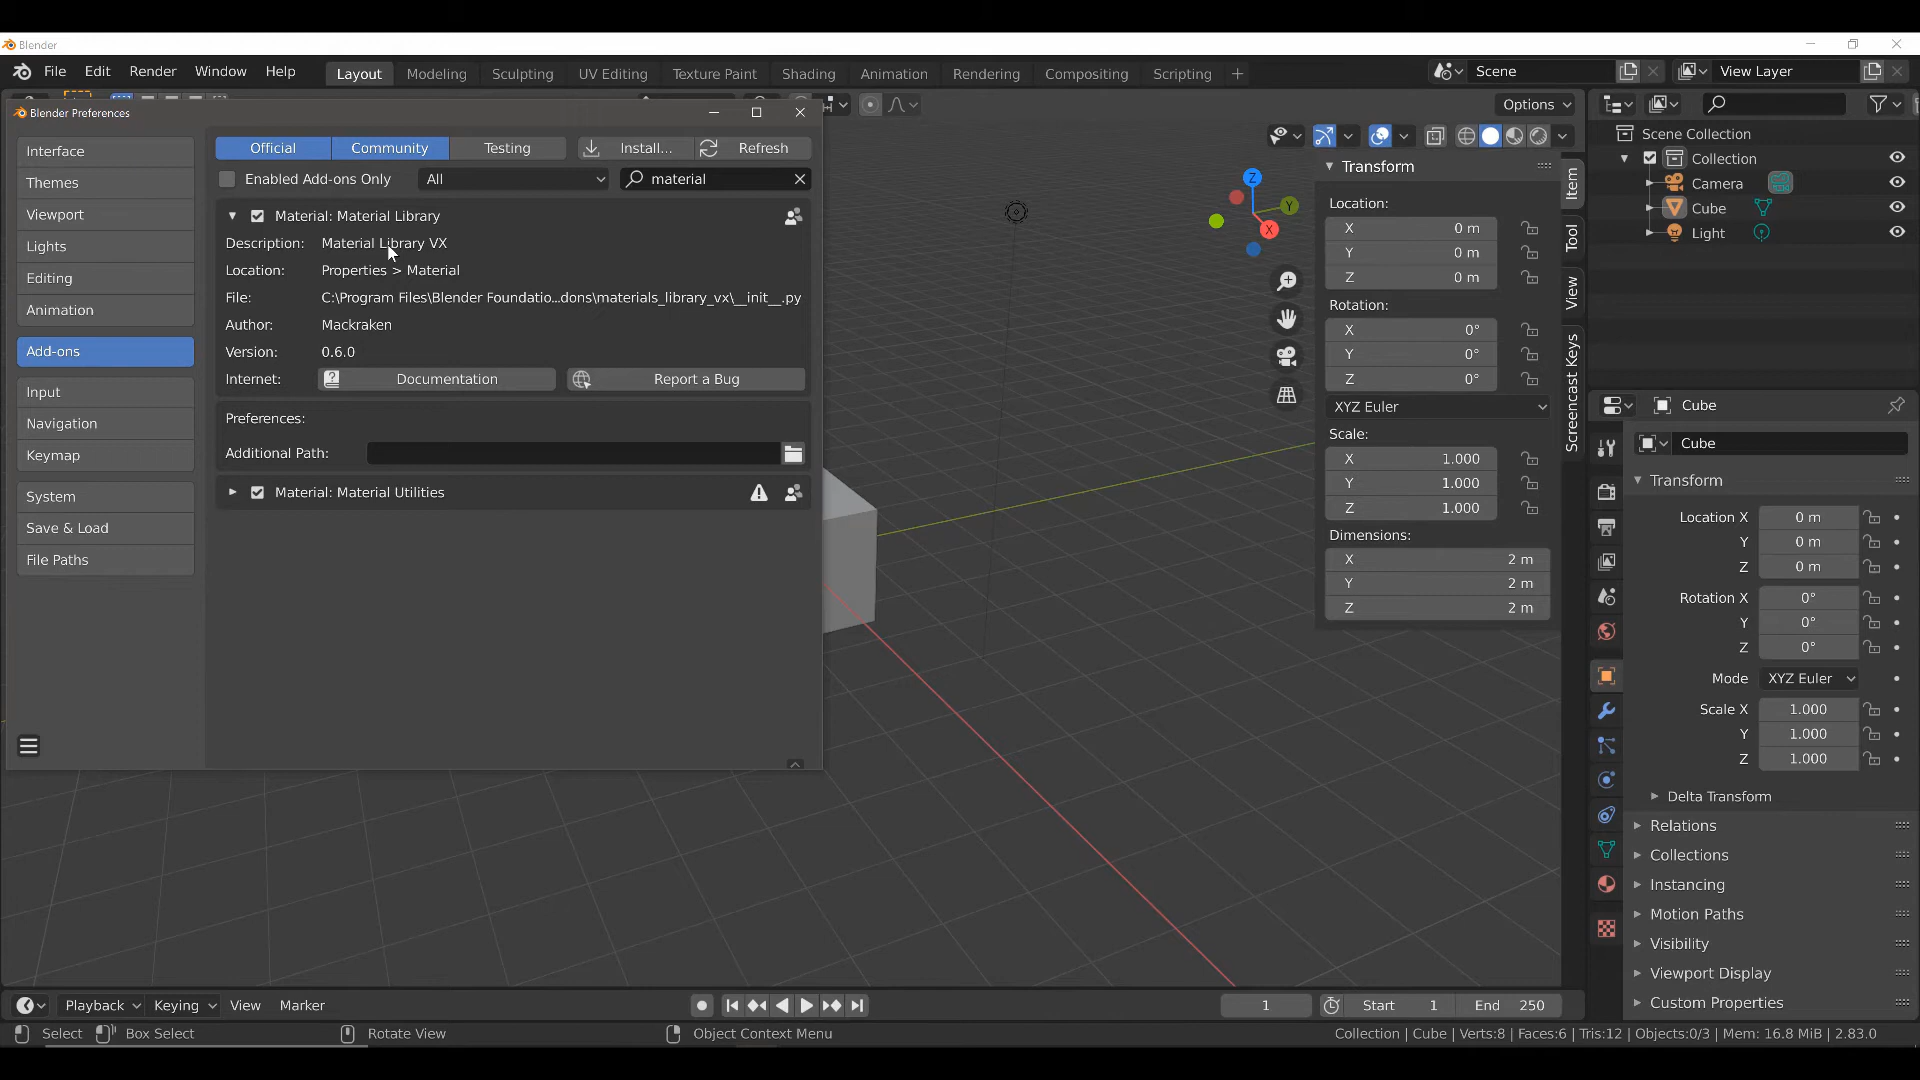 Blender
File Edit Render Window Help Layout Modeling Sculpting UV Editing Texture Paint Shading Animation Rendering Compositing Scripting + Scene View Layer
Blender Preferences
Options
Interface
Themes
Viewport
Lights
Editing
Animation
Add-ons
Input
Navigation
Keymap
System
Save & Load
File Paths
Official Community Testing Install... Refresh
Enabled Add-ons Only All material
Material: Material Library
Description: Material Library VX
Location: Properties > Material
File: C:\Program Files\Blender Foundatio...dons\materials_library_vx\__init__.py
Author: Mackraken
Version: 0.6.0
Internet: Documentation Report a Bug
Preferences:
Additional Path:
Material: Material Utilities
Z
Y
X
Transform
Location:
X 0 m
Y 0 m
Z 0 m
Rotation:
X 0°
Y 0°
Z 0°
XYZ Euler
Scale:
X 1.000
Y 1.000
Z 1.000
Dimensions:
X 2 m
Y 2 m
Z 2 m
Item
Tool
View
Screencast Keys
Scene Collection
Collection
Camera
Cube
Light
Cube
Cube
Transform
Location X 0 m
Y 0 m
Z 0 m
Rotation X 0°
Y 0°
Z 0°
Mode XYZ Euler
Scale X 1.000
Y 1.000
Z 1.000
Delta Transform
Relations
Collections
Instancing
Motion Paths
Visibility
Viewport Display
Custom Properties
Playback Keying View Marker 1 Start 1 End 250
Select Box Select Rotate View Object Context Menu Collection | Cube | Verts:8 | Faces:6 | Tris:12 | Objects:0/3 | Mem: 16.8 MiB | 2.83.0